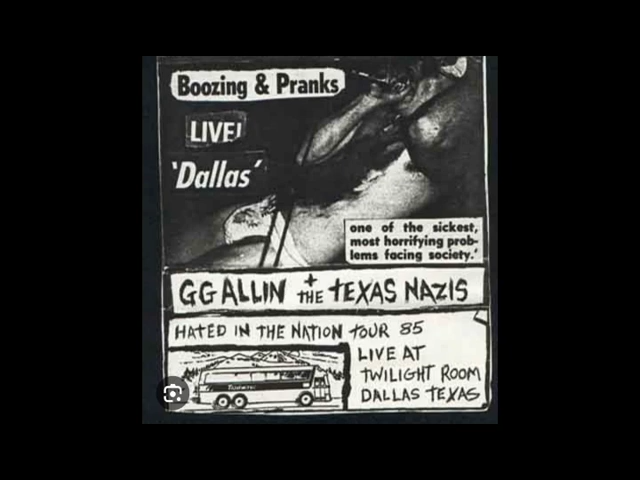 Boozing & Pranks
LIVE!
'Dallas'
one of the sickest,
most horrifying prob-
lems facing society.'
GG ALLIN + THE TEXAS NAZIS
HATED IN THE NATION TOUR 85
LIVE AT
TWILIGHT ROOM
DALLAS TEXAS